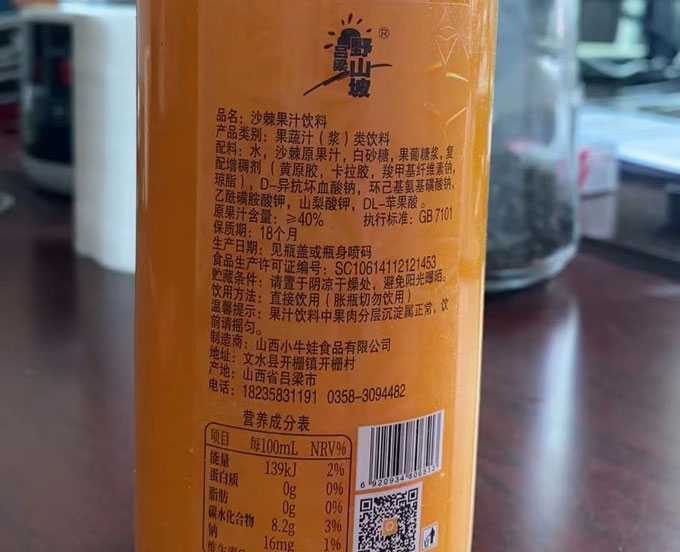 野山坡®
吕梁
品名：沙棘果汁饮料
产品类别：果蔬汁（浆）类饮料
配料：水，沙棘原果汁，白砂糖，果葡糖浆，复
配增稠剂（黄原胶，卡拉胶，羧甲基纤维素钠，
琼脂），D-异抗坏血酸钠，环己基氨基磺酸钠，
乙酰磺胺酸钾，山梨酸钾，DL-苹果酸。
原果汁含量：≥40% 执行标准：GB 7101
保质期：18个月
生产日期：见瓶盖或瓶身喷码
食品生产许可证编号：SC10614112121453
贮藏条件：请置于阴凉干燥处，避免阳光曝晒。
饮用方法：直接饮用（胀瓶切勿饮用）
温馨提示：果汁饮料中果肉分层沉淀属正常，饮
前请摇匀。
制造商：山西小牛娃食品有限公司
地址：文水县开栅镇开栅村
产地：山西省吕梁市
电话：18235831191 0358-3094482
营养成分表
项目 每100mL NRV%
能量 139kJ 2%
蛋白质 0g 0%
脂肪 0g 0%
碳水化合物 8.2g 3%
钠 16mg 1%